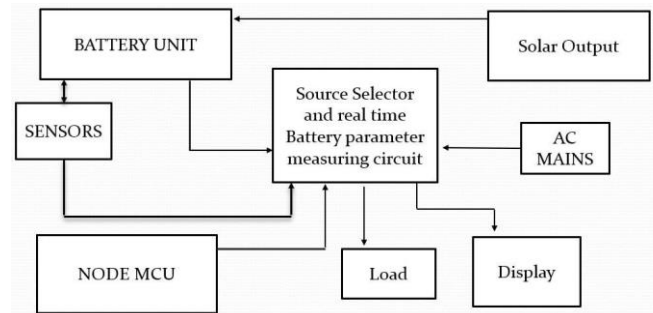 BATTERY UNIT
Solar Output
Source Selector
and real time
Battery parameter
measuring circuit
SENSORS
AC
MAINS
NODE MCU
Load
Display